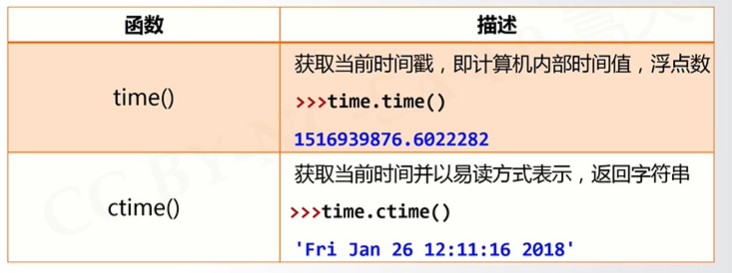 函数 描述
time() 获取当前时间戳，即计算机内部时间值，浮点数
>>>time.time()
1516939876.6022282
ctime() 获取当前时间并以易读方式表示，返回字符串
>>>time.ctime()
'Fri Jan 26 12:11:16 2018'